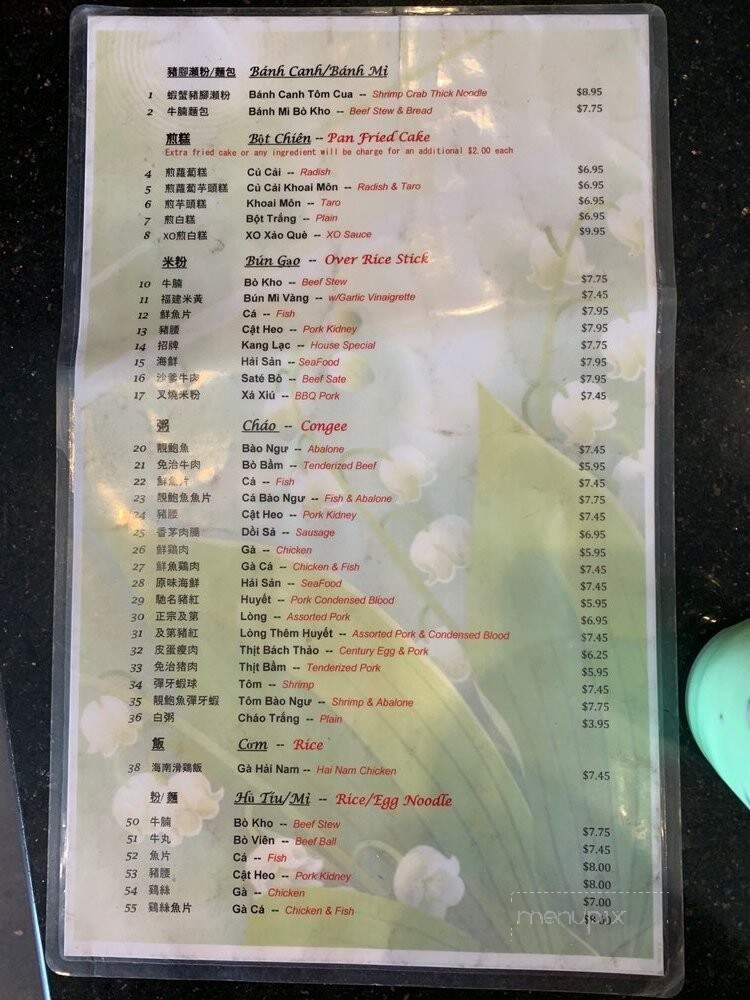 豬腳瀨粉/麵包 Bánh Canh/Bánh Mì
1 蝦蟹豬腳瀨粉 Bánh Canh Tôm Cua -- Shrimp Crab Thick Noodle $8.95
2 牛腩麵包 Bánh Mì Bò Kho -- Beef Stew & Bread $7.75
煎糕 Bột Chiên -- Pan Fried Cake
Extra fried cake or any ingredient will be charge for an additional $2.00 each
4 煎蘿蔔糕 Củ Cải -- Radish $6.95
5 煎蘿蔔芋頭糕 Củ Cải Khoai Môn -- Radish & Taro $6.95
6 煎芋頭糕 Khoai Môn -- Taro $6.95
7 煎白糕 Bột Trắng -- Plain $6.95
8 XO煎白糕 XO Xảo Quẻ -- XO Sauce $9.95
米粉 Bún Gạo -- Over Rice Stick
10 牛腩 Bò Kho -- Beef Stew $7.75
11 福建米黃 Bún Mì Vàng -- w/Garlic Vinaigrette $7.45
12 鮮魚片 Cá -- Fish $7.95
13 豬腰 Cật Heo -- Pork Kidney $7.95
14 招牌 Kang Lạc -- House Special $7.75
15 海鮮 Hải Sản -- SeaFood $7.95
16 沙爹牛肉 Saté Bò -- Beef Sate $7.95
17 叉燒米粉 Xá Xiú -- BBQ Pork $7.45
粥 Cháo -- Congee
20 靚鮑魚 Bào Ngư -- Abalone $7.45
21 免治牛肉 Bò Bằm -- Tenderized Beef $5.95
22 鮮魚片 Cá -- Fish $7.45
23 靚鮑魚魚片 Cá Bào Ngư -- Fish & Abalone $7.75
24 豬腰 Cật Heo -- Pork Kidney $7.45
25 香茅肉腸 Dồi Sả -- Sausage $6.95
26 鮮鷄肉 Gà -- Chicken $5.95
27 鮮魚鷄肉 Gà Cá -- Chicken & Fish $7.45
28 原味海鮮 Hải Sản -- SeaFood $7.45
29 馳名豬紅 Huyết -- Pork Condensed Blood $5.95
30 正宗及第 Lòng -- Assorted Pork $6.95
31 及第豬紅 Lòng Thêm Huyết -- Assorted Pork & Condensed Blood $7.45
32 皮蛋瘦肉 Thịt Bách Thảo -- Century Egg & Pork $6.25
33 免治猪肉 Thịt Bằm -- Tenderized Pork $5.95
34 彈牙蝦球 Tôm -- Shrimp $7.45
35 靚鮑魚彈牙蝦 Tôm Bào Ngư -- Shrimp & Abalone $7.75
36 白粥 Cháo Trắng -- Plain $3.95
飯 Cơm -- Rice
38 海南滑鷄飯 Gà Hải Nam -- Hai Nam Chicken $7.45
粉/麵 Hủ Tíu/Mì -- Rice/Egg Noodle
50 牛腩 Bò Kho -- Beef Stew $7.75
51 牛丸 Bò Viên -- Beef Ball $7.45
52 魚片 Cá -- Fish $8.00
53 豬腰 Cật Heo -- Pork Kidney $8.00
54 鷄絲 Gà -- Chicken $7.00
55 鷄絲魚片 Gà Cá -- Chicken & Fish $8.00
menupix